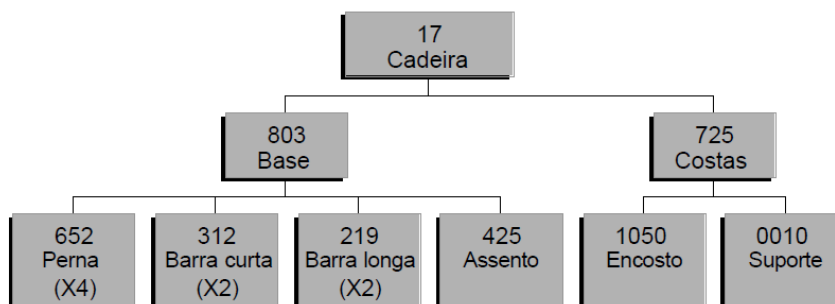 17
Cadeira
803
Base
725
Costas
652
Perna
(X4)
312
Barra curta
(X2)
219
Barra longa
(X2)
425
Assento
1050
Encosto
0010
Suporte